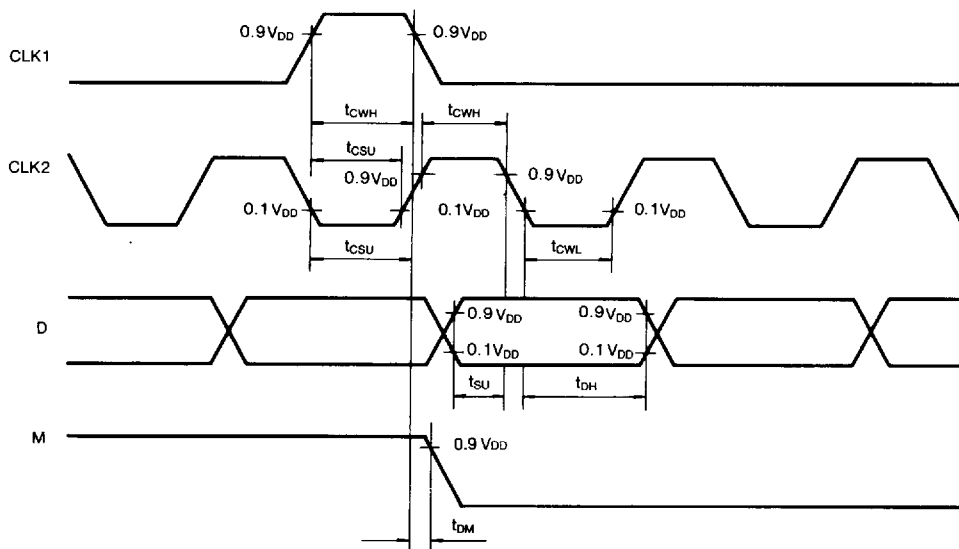 0.9VDD 0.9VDD
CLK1
tCWH tCWH
tCSU
CLK2 0.9VDD 0.9VDD
0.1VDD 0.1VDD 0.1VDD
tCSU tCWL
D 0.9VDD 0.9VDD
0.1VDD 0.1VDD
tSU tDH
M 0.9VDD
tDM